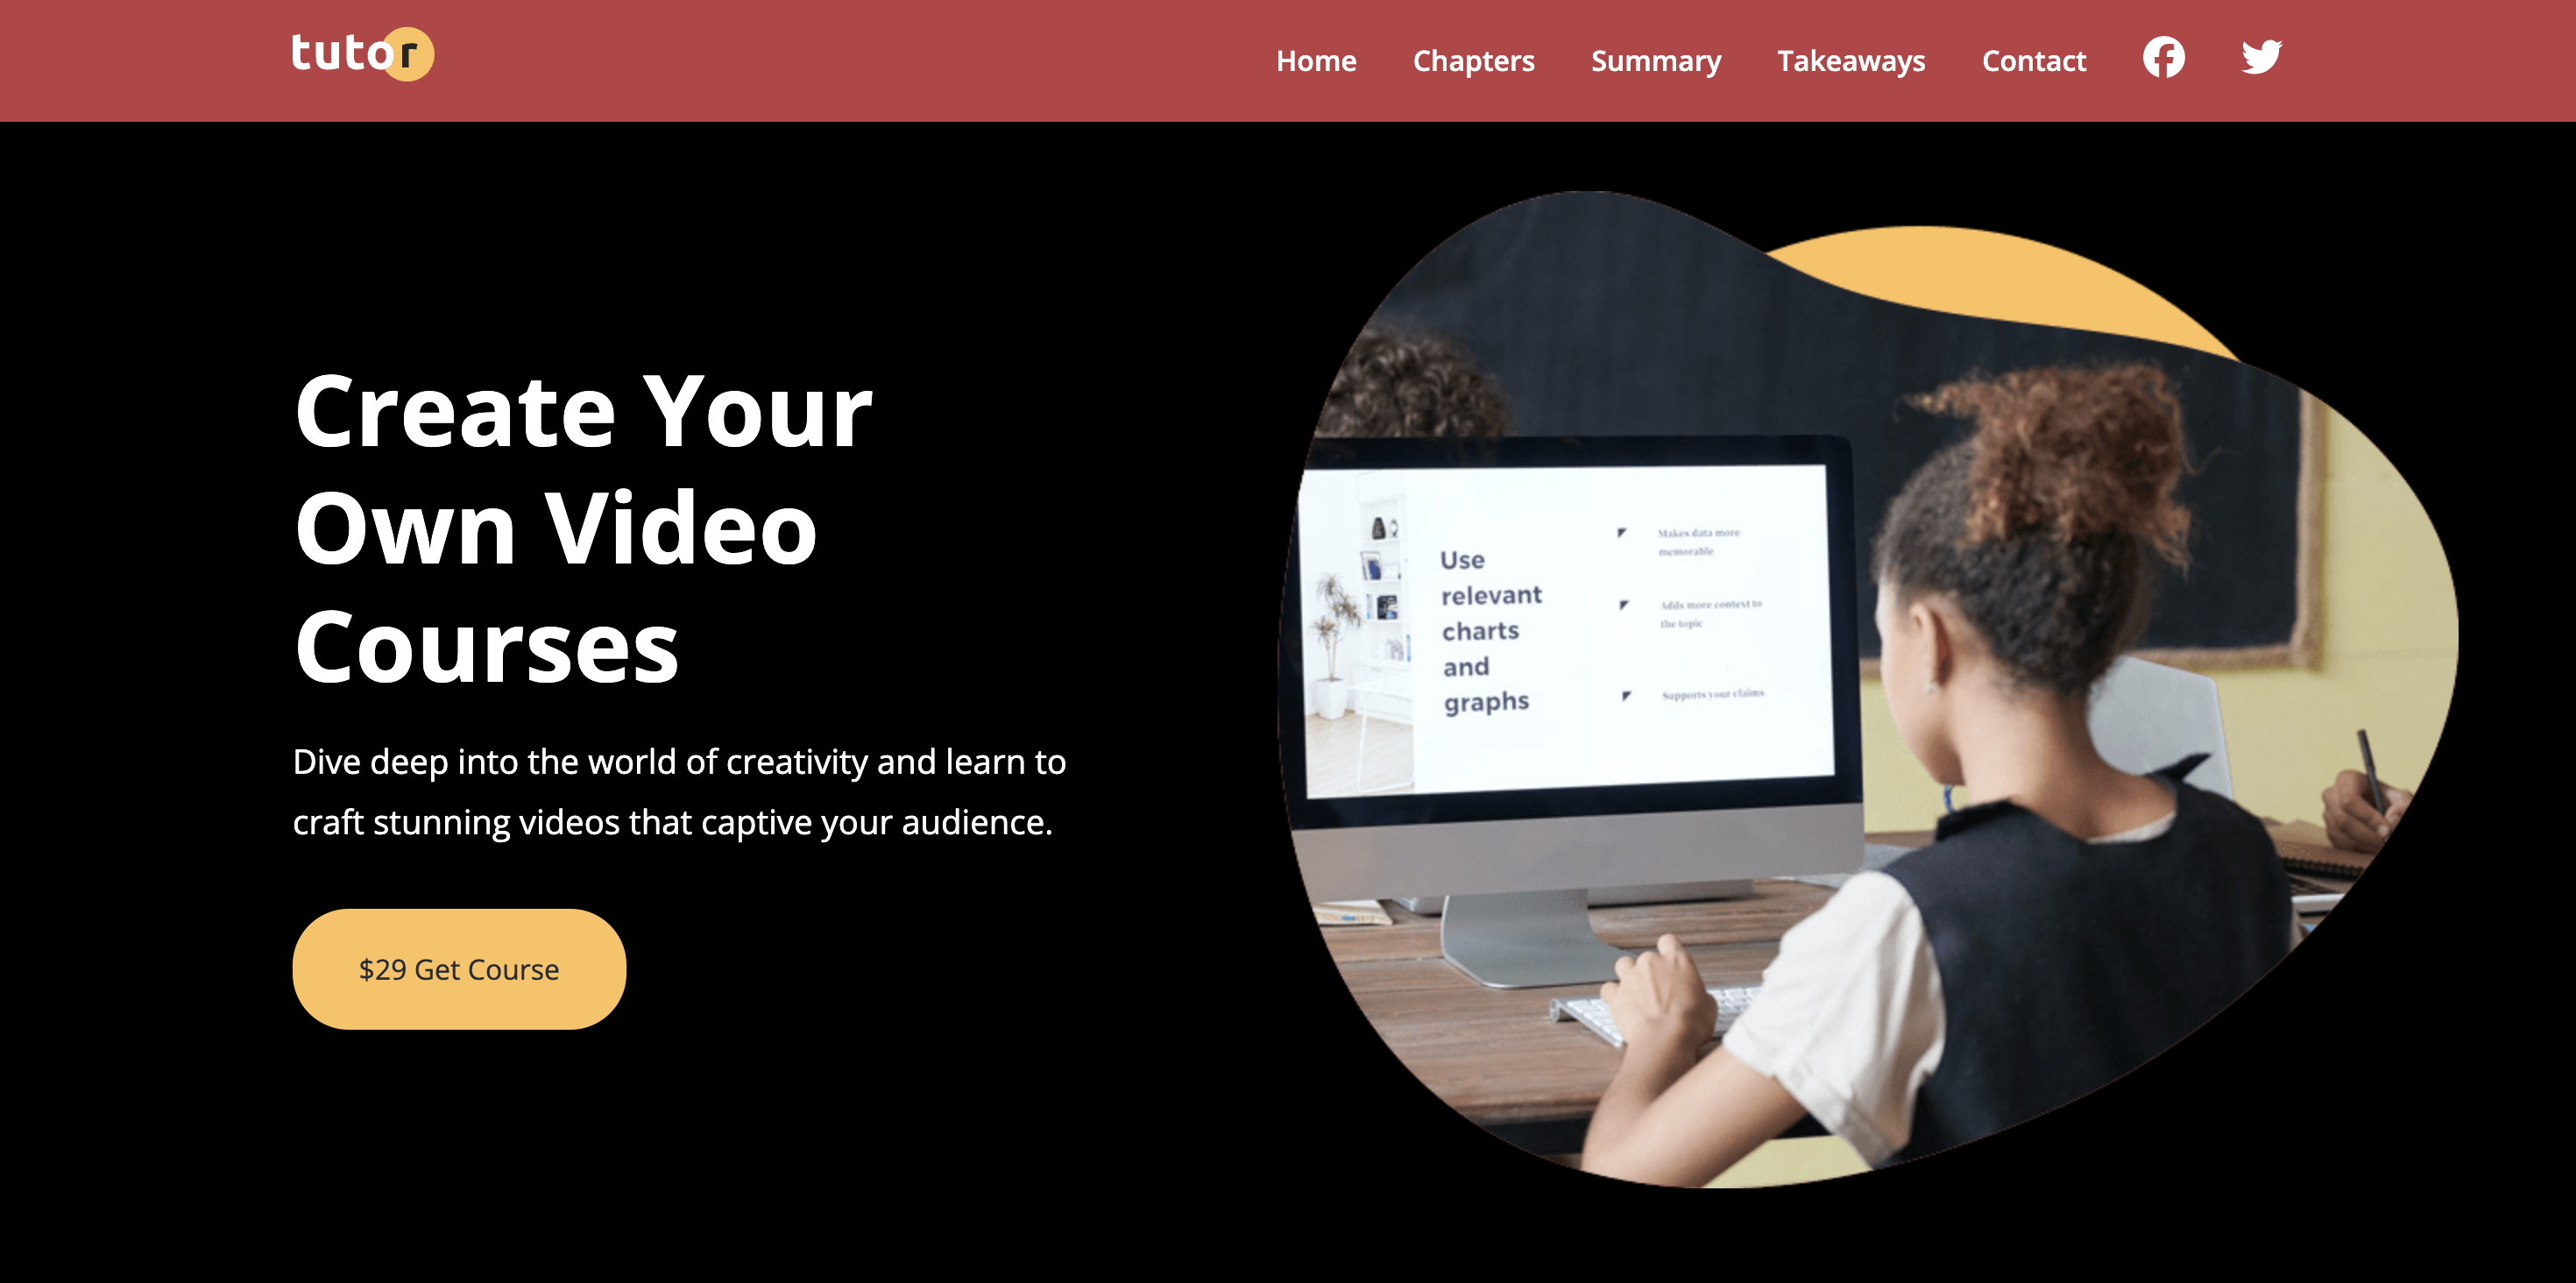 tutor
Home Chapters Summary Takeaways Contact
Create Your
Own Video
Courses
Dive deep into the world of creativity and learn to
craft stunning videos that captive your audience.
$29 Get Course
Use
relevant
charts
and
graphs
Makes data more
memorable
Adds more context to
the topic
Supports your claims